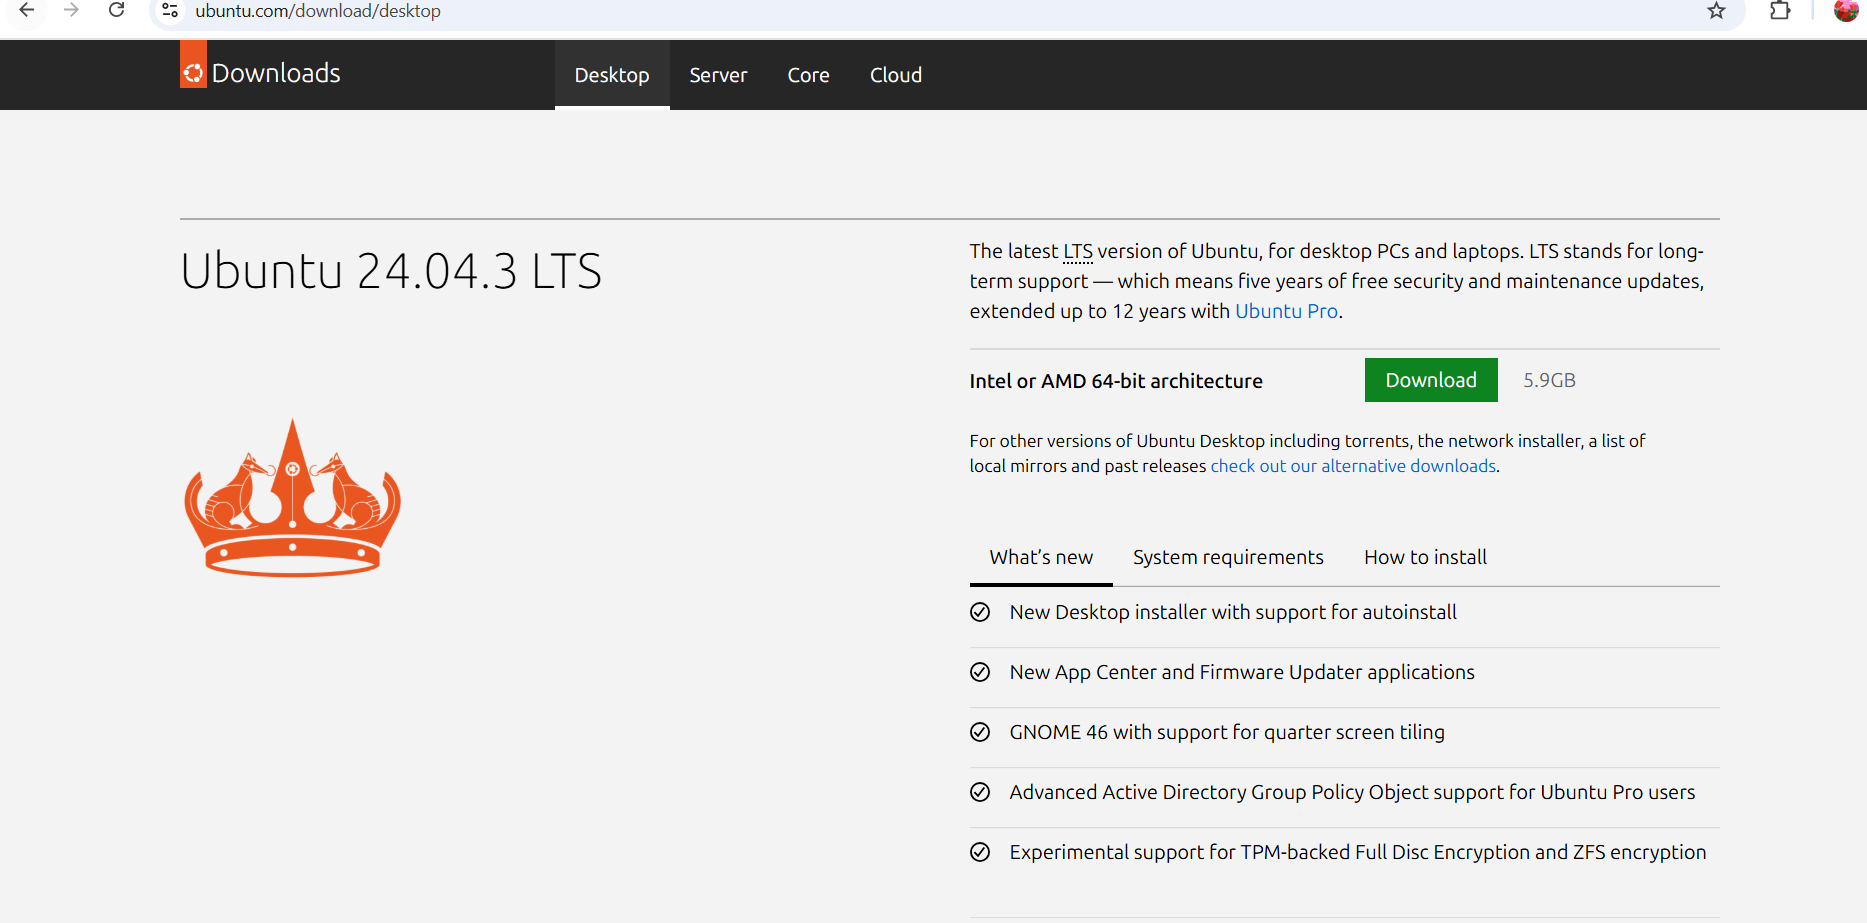 ubuntu.com/download/desktop
Downloads
Desktop
Server
Core
Cloud
Ubuntu 24.04.3 LTS
The latest LTS version of Ubuntu, for desktop PCs and laptops. LTS stands for long-
term support — which means five years of free security and maintenance updates,
extended up to 12 years with Ubuntu Pro.
Intel or AMD 64-bit architecture
Download
5.9GB
For other versions of Ubuntu Desktop including torrents, the network installer, a list of
local mirrors and past releases check out our alternative downloads.
What’s new
System requirements
How to install
New Desktop installer with support for autoinstall
New App Center and Firmware Updater applications
GNOME 46 with support for quarter screen tiling
Advanced Active Directory Group Policy Object support for Ubuntu Pro users
Experimental support for TPM-backed Full Disc Encryption and ZFS encryption